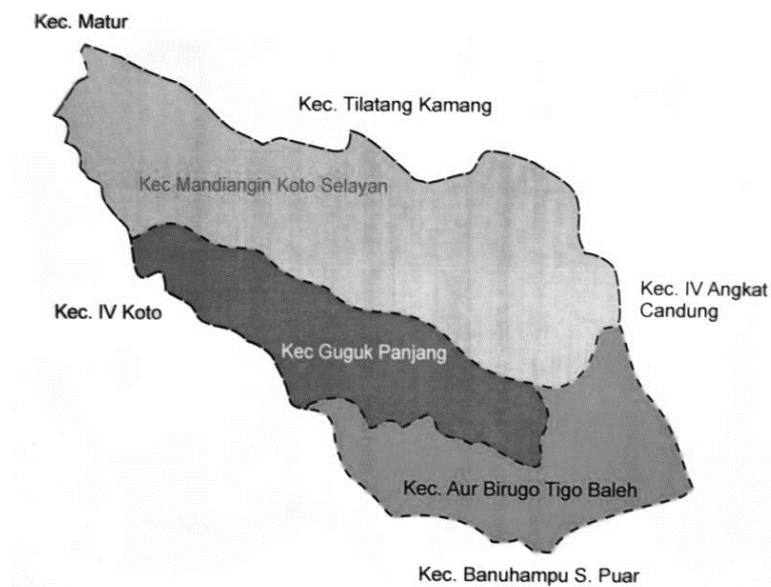 Kec. Matur
Kec. Tilatang Kamang
Kec Mandiangin Koto Selayan
Kec. IV Angkat
Candung
Kec. IV Koto
Kec Guguk Panjang
Kec. Aur Birugo Tigo Baleh
Kec. Banuhampu S. Puar